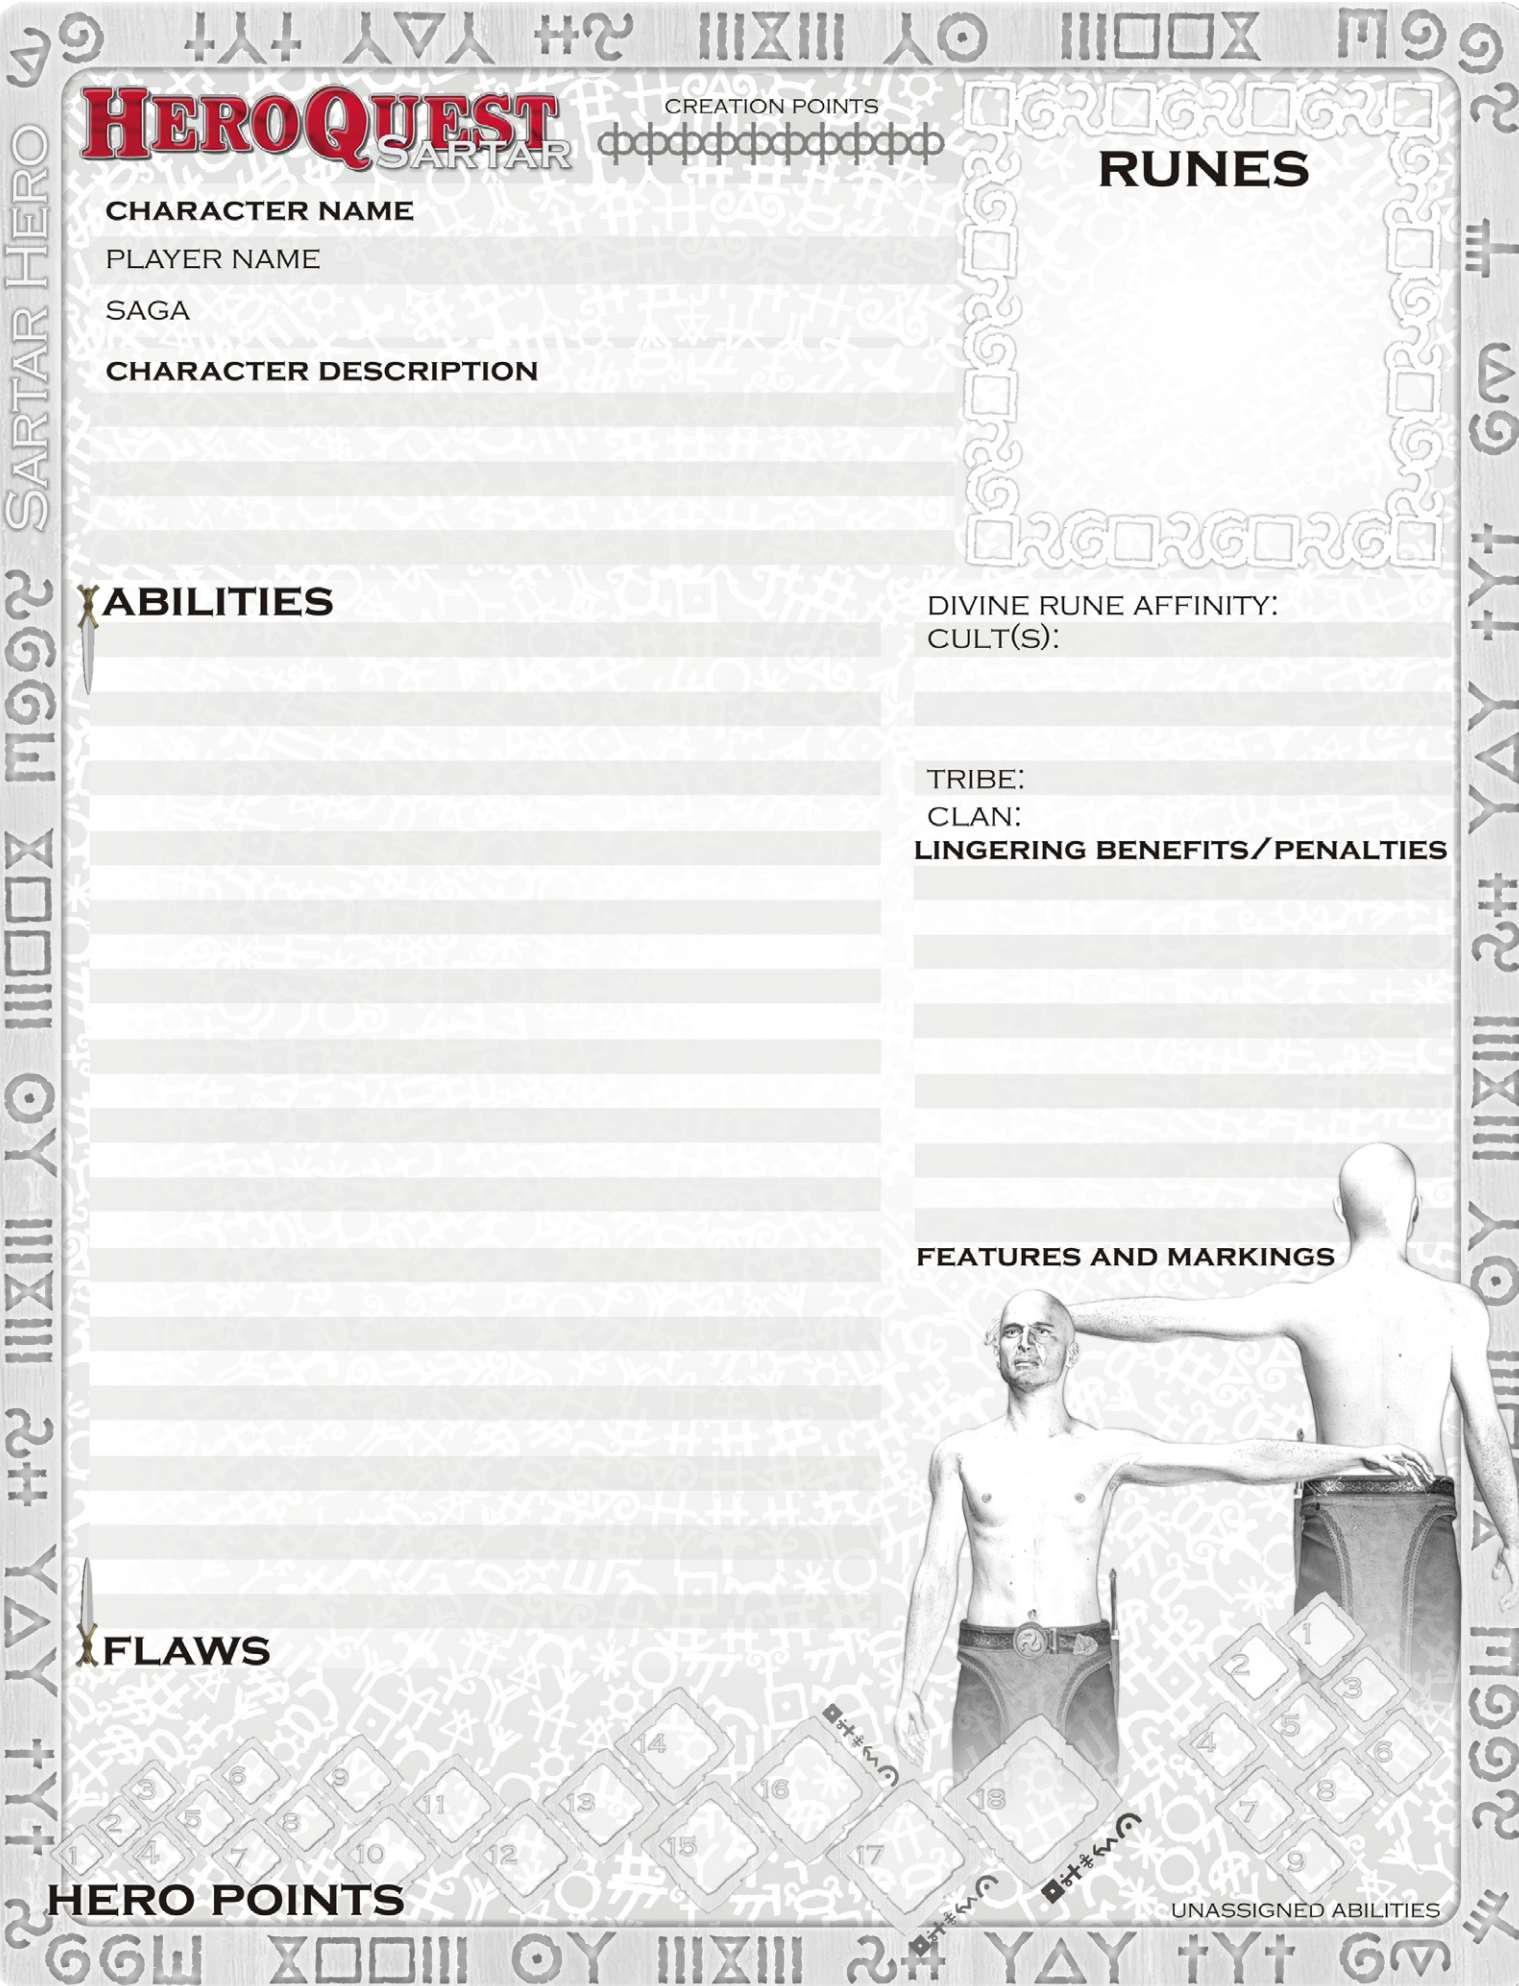 SARTAR HERO
HEROQUEST
SARTAR
CREATION POINTS
RUNES
CHARACTER NAME
PLAYER NAME
SAGA
CHARACTER DESCRIPTION
ABILITIES
DIVINE RUNE AFFINITY:
CULT(S):
TRIBE:
CLAN:
LINGERING BENEFITS/PENALTIES
FEATURES AND MARKINGS
FLAWS
1
2
3
4
5
6
7
8
9
10
11
12
13
14
15
16
17
18
HERO POINTS
1
2
3
4
5
6
7
8
9
UNASSIGNED ABILITIES